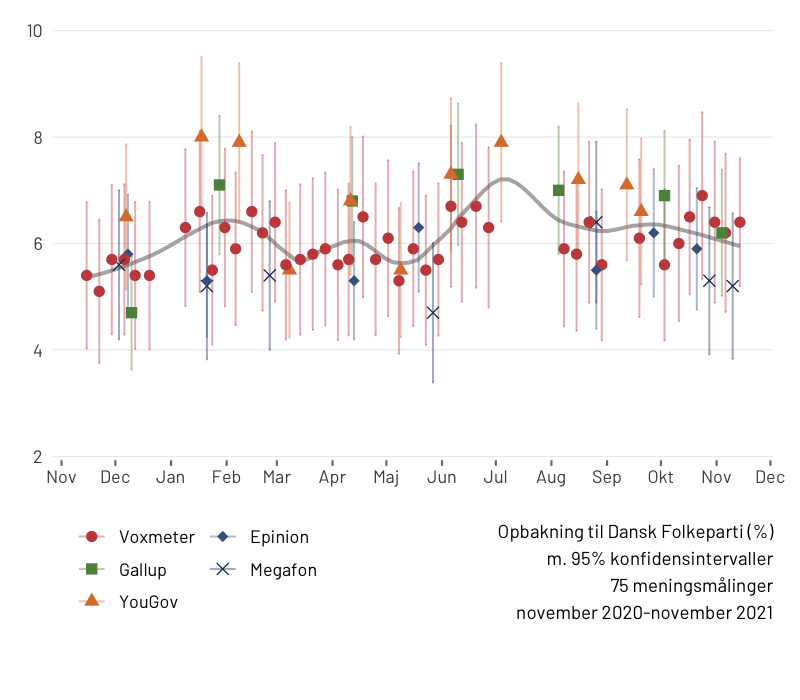 10
8
6
4
2
Nov Dec Jan Feb Mar Apr Maj Jun Jul Aug Sep Okt Nov Dec
Voxmeter Epinion
Gallup Megafon
YouGov
Opbakning til Dansk Folkeparti (%)
m. 95% konfidensintervaller
75 meningsmålinger
november 2020-november 2021